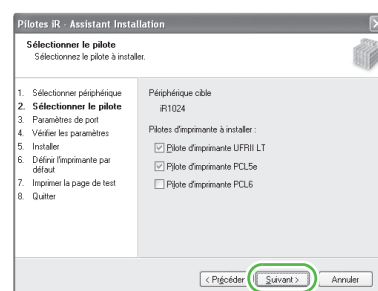 Pilotes iR - Assistant Installation
Sélectionner le pilote
Sélectionnez le pilote à installer.
1. Sélectionner périphérique
2. Sélectionner le pilote
3. Paramètres de port
4. Vérifier les paramètres
5. Installer
6. Définir l'imprimante par défaut
7. Imprimer la page de test
8. Quitter
Périphérique cible
iR1024
Pilotes d'imprimante à installer :
Pilote d'imprimante UFRII LT
Pilote d'imprimante PCL5e
Pilote d'imprimante PCL6
< Précéder
Suivant >
Annuler